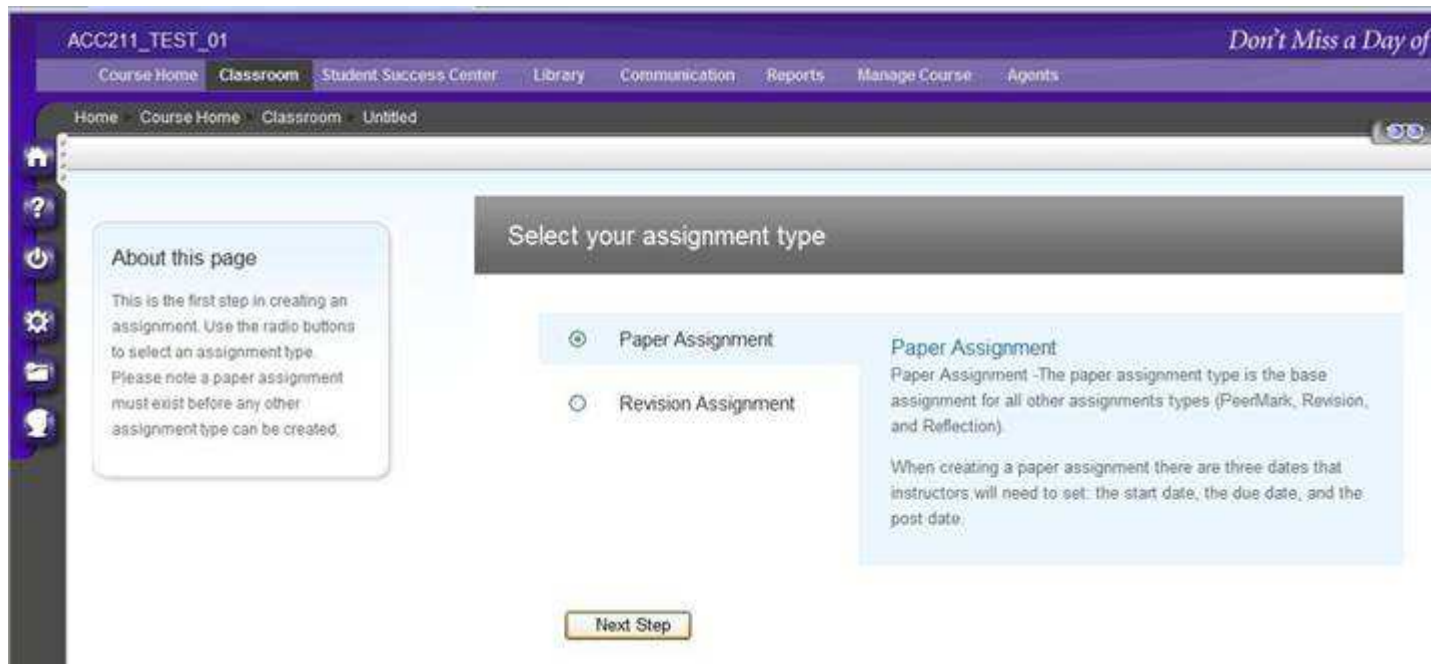 ACC211_TEST_01
Don't Miss a Day of
Course Home Classroom Student Success Center Library Communication Reports Manage Course Agents
Home Course Home Classroom Untitled
About this page
This is the first step in creating an
assignment. Use the radio buttons
to select an assignment type.
Please note a paper assignment
must exist before any other
assignment type can be created.
Select your assignment type
Paper Assignment
Revision Assignment
Paper Assignment
Paper Assignment -The paper assignment type is the base
assignment for all other assignments types (PeerMark, Revision,
and Reflection).
When creating a paper assignment there are three dates that
instructors will need to set: the start date, the due date, and the
post date.
Next Step